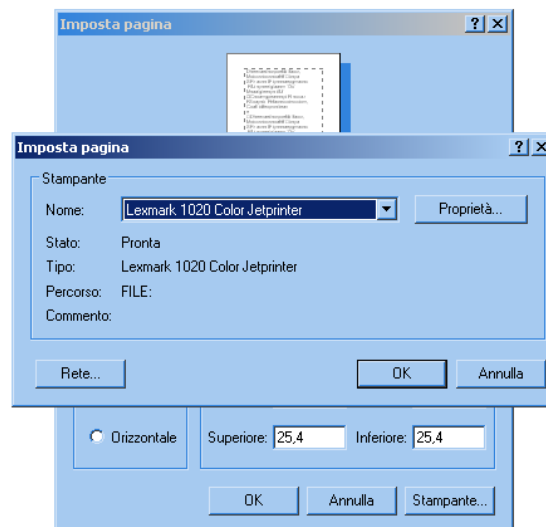 Imposta pagina
Imposta pagina
Stampante
Nome: Lexmark 1020 Color Jetprinter Proprietà...
Stato: Pronta
Tipo: Lexmark 1020 Color Jetprinter
Percorso: FILE:
Commento:
Rete... OK Annulla
Orizzontale Superiore: 25,4 Inferiore: 25,4
OK Annulla Stampante...